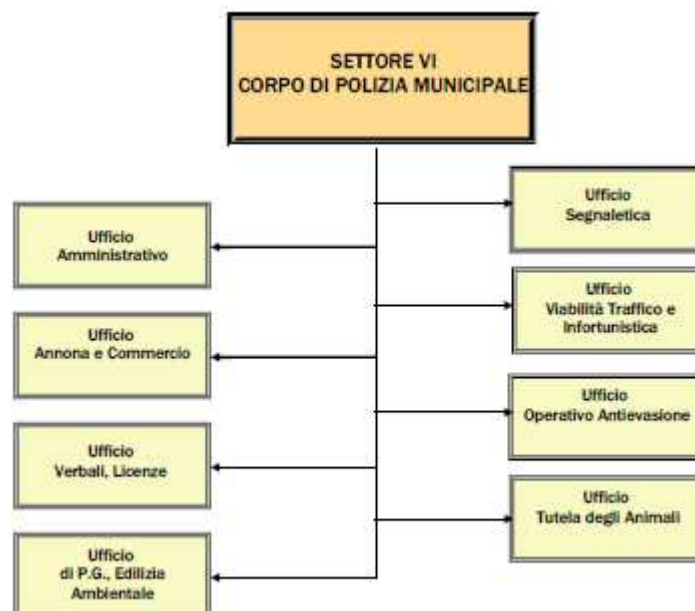 SETTORE VI
CORPO DI POLIZIA MUNICIPALE
Ufficio
Amministrativo
Ufficio
Annona e Commercio
Ufficio
Verbali, Licenze
Ufficio
di P.G., Edilizia
Ambientale
Ufficio
Segnaletica
Ufficio
Viabilità Traffico e
Infortunistica
Ufficio
Operativo Antievasione
Ufficio
Tutela degli Animali